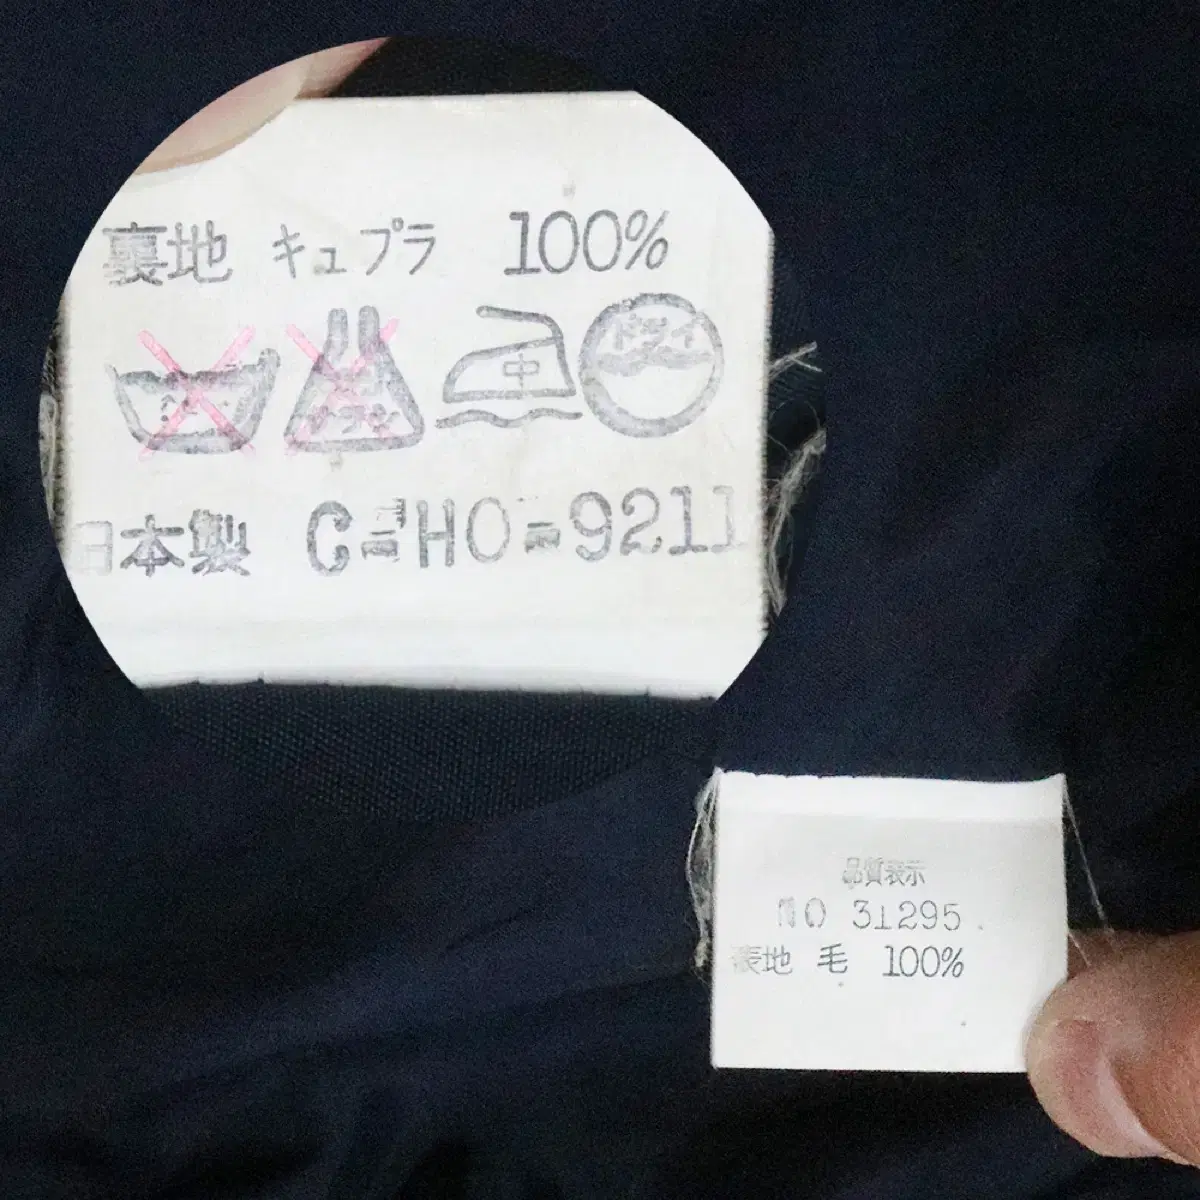 裏地 キュプラ 100%
中 ドライ
日本製 C=HO=9211
品質表示
NO 31295.
表地 毛 100%